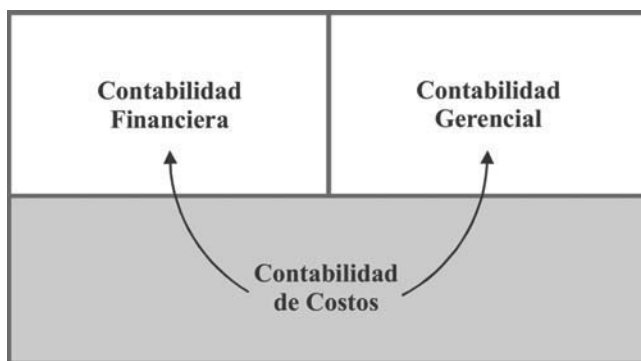 Contabilidad
Financiera
Contabilidad
Gerencial
Contabilidad
de Costos